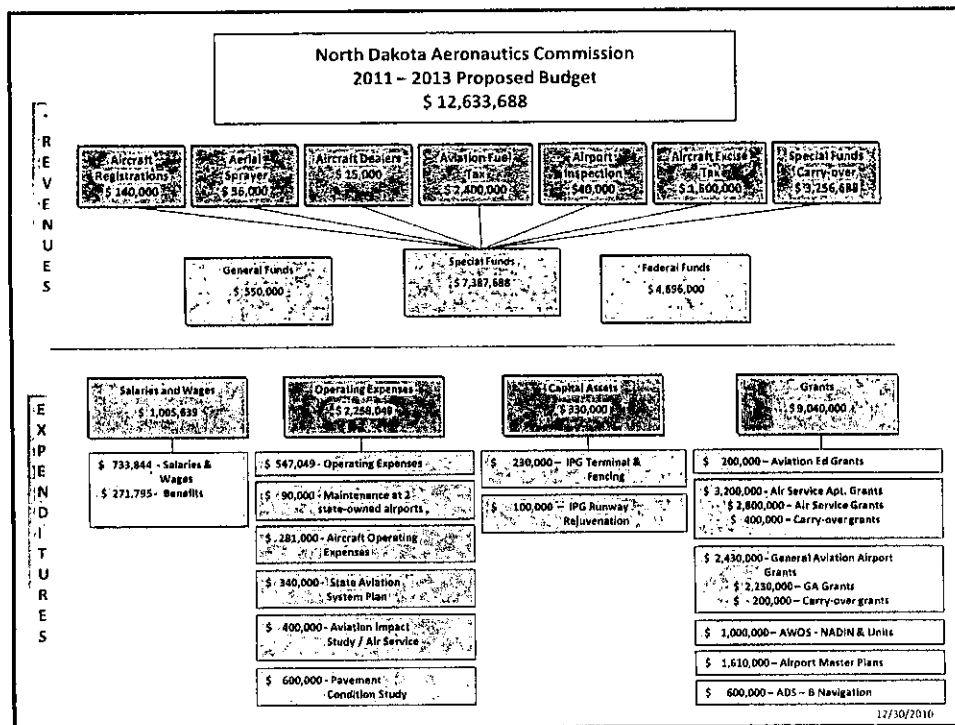 North Dakota Aeronautics Commission
2011 – 2013 Proposed Budget
$ 12,633,688
REVENUES
Aircraft
Registrations
$ 140,000
Aerial
Sprayer
$ 36,000
Aircraft Dealers
$ 15,000
Aviation Fuel
Tax
$ 2,400,000
Airport
Inspection
$40,000
Aircraft Excise
Tax
$ 1,500,000
Special Funds
Carry-over
$ 3,256,688
General Funds
$ 550,000
Special Funds
$ 7,387,688
Federal Funds
$ 4,696,000
EXPENDITURES
Salaries and Wages
$ 1,005,639
$ 733,844 - Salaries &
Wages
$ 271,795 - Benefits
Operating Expenses
$ 2,258,049
$ 547,049 - Operating Expenses
$ 90,000 - Maintenance at 2
state-owned airports
$ 281,000 - Aircraft Operating
Expenses
$ 340,000 - State Aviation
System Plan
$ 400,000 - Aviation Impact
Study / Air Service
$ 600,000 - Pavement
Condition Study
Capital Assets
$ 330,000
$ 230,000 – IPG Terminal &
Fencing
$ 100,000 – IPG Runway
Rejuvenation
Grants
$ 9,040,000
$ 200,000 – Aviation Ed Grants
$ 3,200,000 - Air Service Apt. Grants
$ 2,800,000 – Air Service Grants
$ 400,000 – Carry-over grants
$ 2,430,000 - General Aviation Airport
Grants
$ 2,230,000 – GA Grants
$ 200,000 – Carry-over grants
$ 1,000,000 – AWOS - NADIN & Units
$ 1,610,000 – Airport Master Plans
$ 600,000 – ADS – B Navigation
12/30/2010